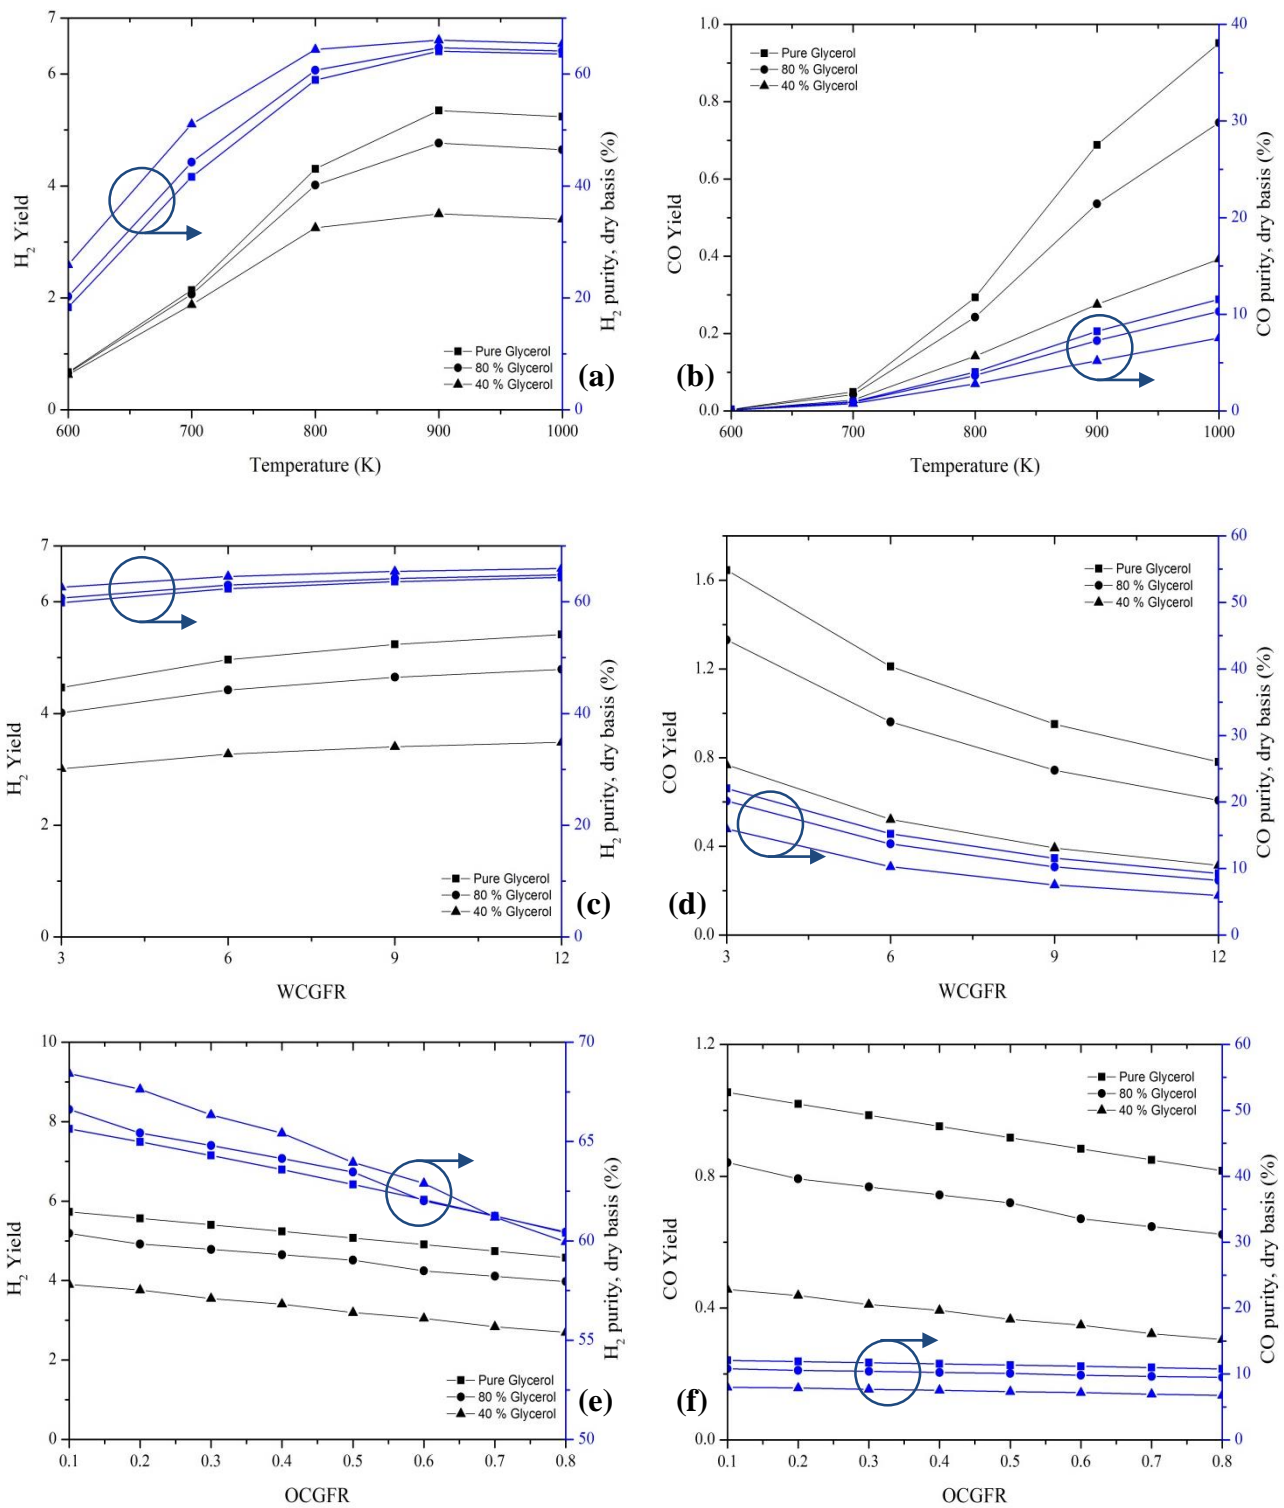 7
6
4
2
0
60
40
20
0
H2 Yield
H2 purity, dry basis (%)
Pure Glycerol
80 % Glycerol
40 % Glycerol
(a)
600 700 800 900 1000
Temperature (K)
1.0
0.8
0.6
0.4
0.2
0.0
40
30
20
10
0
CO Yield
CO purity, dry basis (%)
Pure Glycerol
80 % Glycerol
40 % Glycerol
(b)
600 700 800 900 1000
Temperature (K)
7
6
4
2
0
60
40
20
0
H2 Yield
H2 purity, dry basis (%)
Pure Glycerol
80 % Glycerol
40 % Glycerol
(c)
3 6 9 12
WCGFR
1.6
1.2
0.8
0.4
0.0
60
50
40
30
20
10
0
CO Yield
CO purity, dry basis (%)
Pure Glycerol
80 % Glycerol
40 % Glycerol
(d)
3 6 9 12
WCGFR
10
8
6
4
2
0
70
65
60
55
50
H2 Yield
H2 purity, dry basis (%)
Pure Glycerol
80 % Glycerol
40 % Glycerol
(e)
0.1 0.2 0.3 0.4 0.5 0.6 0.7 0.8
OCGFR
1.2
0.8
0.4
0.0
60
50
40
30
20
10
0
CO Yield
CO purity, dry basis (%)
Pure Glycerol
80 % Glycerol
40 % Glycerol
(f)
0.1 0.2 0.3 0.4 0.5 0.6 0.7 0.8
OCGFR